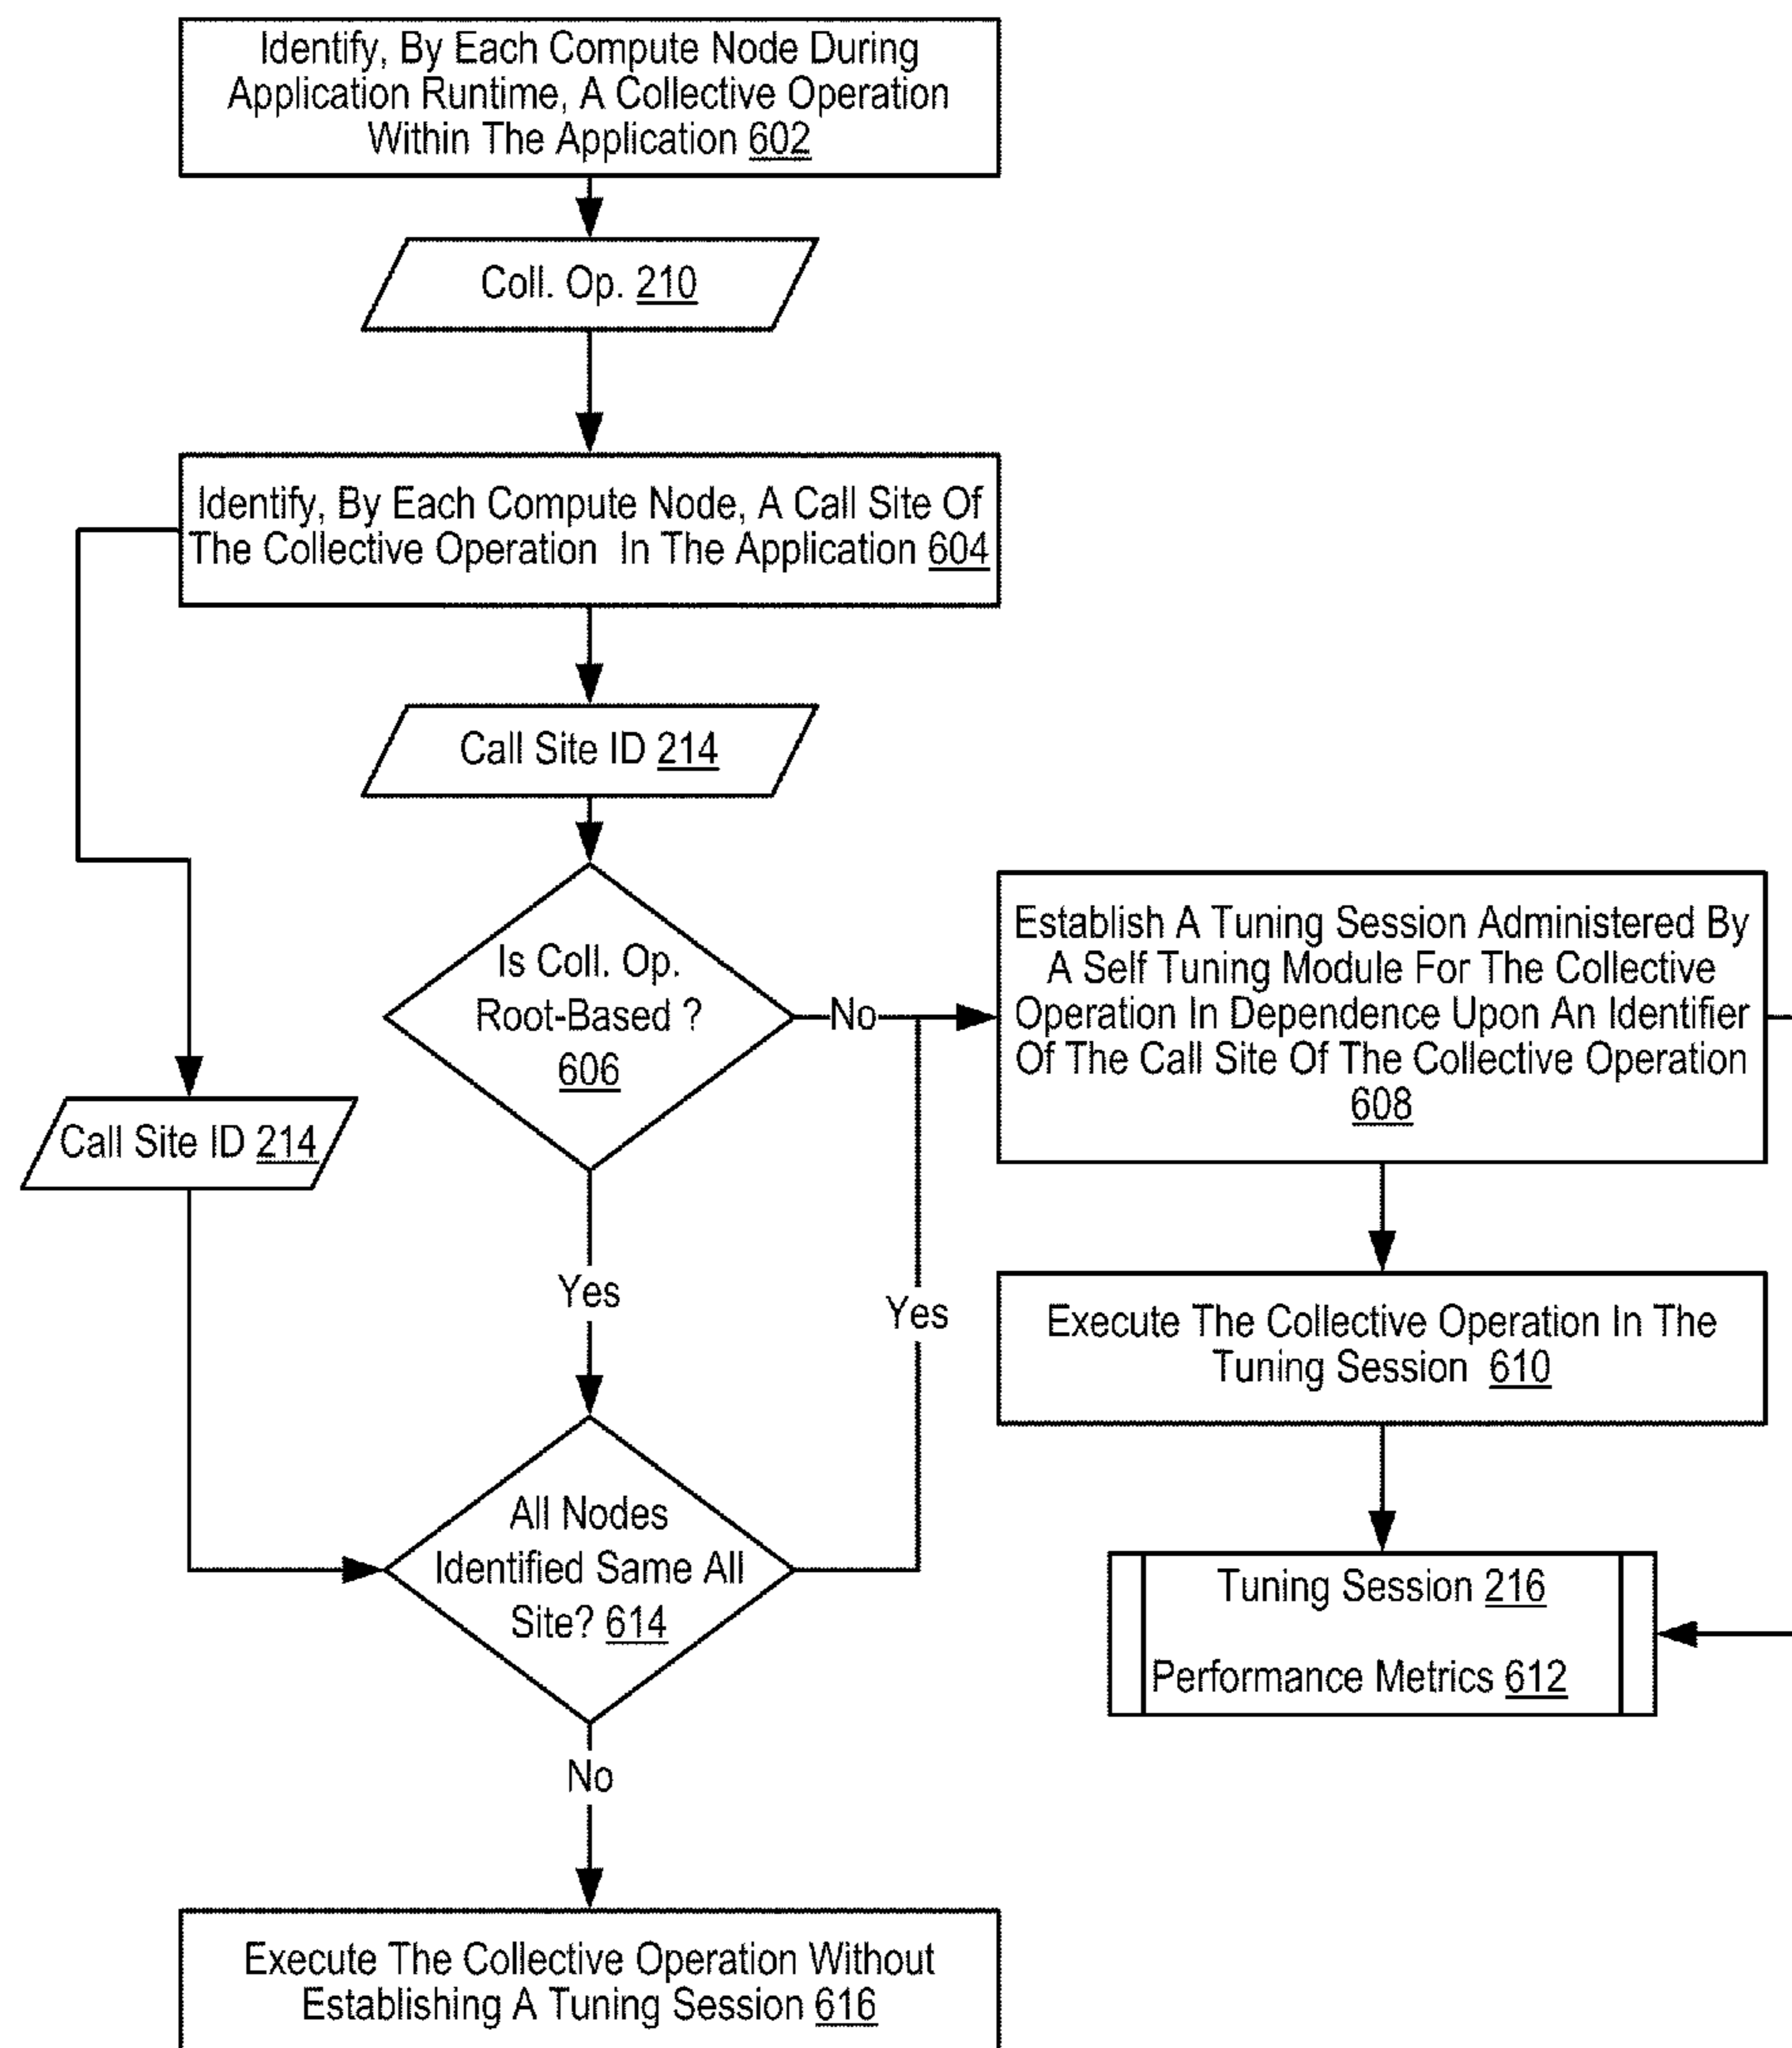 Identify, By Each Compute Node During
Application Runtime, A Collective Operation
Within The Application 602
Coll. Op. 210
Identify, By Each Compute Node, A Call Site Of
The Collective Operation In The Application 604
Call Site ID 214
Is Coll. Op.
Root-Based ?
606
No
Establish A Tuning Session Administered By
A Self Tuning Module For The Collective
Operation In Dependence Upon An Identifier
Of The Call Site Of The Collective Operation
608
Call Site ID 214
Yes
Yes
Execute The Collective Operation In The
Tuning Session 610
All Nodes
Identified Same All
Site? 614
Tuning Session 216
Performance Metrics 612
No
Execute The Collective Operation Without
Establishing A Tuning Session 616